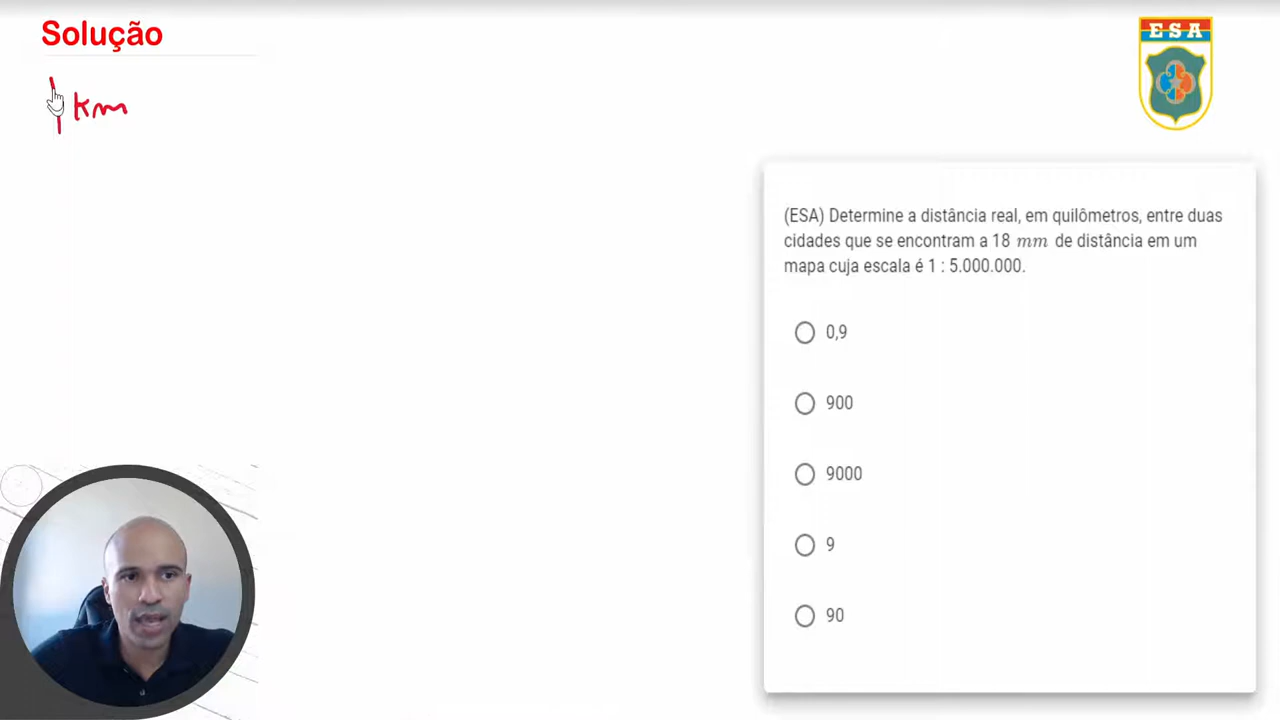 Solução
ESA
km
(ESA) Determine a distância real, em quilômetros, entre duas
cidades que se encontram a 18 mm de distância em um
mapa cuja escala é 1 : 5.000.000.
0,9
900
9000
9
90